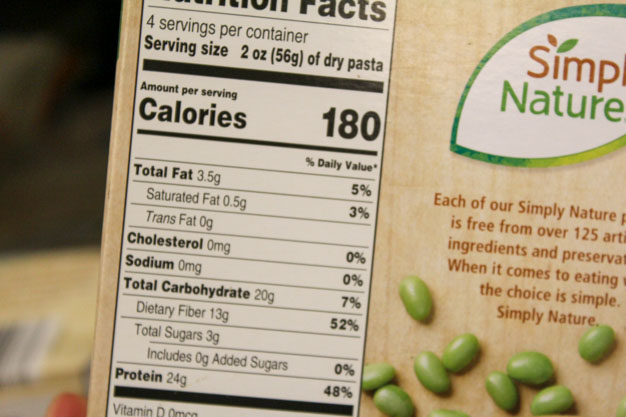 Nutrition Facts
4 servings per container
Serving size 2 oz (56g) of dry pasta
Amount per serving
Calories 180
% Daily Value*
Total Fat 3.5g 5%
Saturated Fat 0.5g 3%
Trans Fat 0g
Cholesterol 0mg 0%
Sodium 0mg 0%
Total Carbohydrate 20g 7%
Dietary Fiber 13g 52%
Total Sugars 3g
Includes 0g Added Sugars 0%
Protein 24g 48%
Vitamin D 0mcg
Simply
Nature
Each of our Simply Nature
is free from over 125
ingredients and
When it comes to eating
the choice is simple.
Simply Nature.